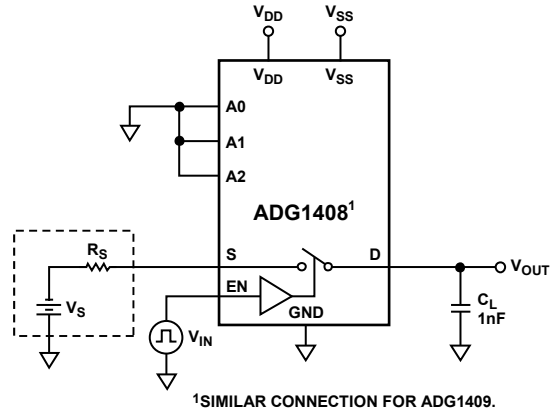 VDD VSS
VDD VSS
A0
A1
A2
ADG1408¹
RS S D VOUT
VS EN CL
1nF
GND
VIN
¹SIMILAR CONNECTION FOR ADG1409.